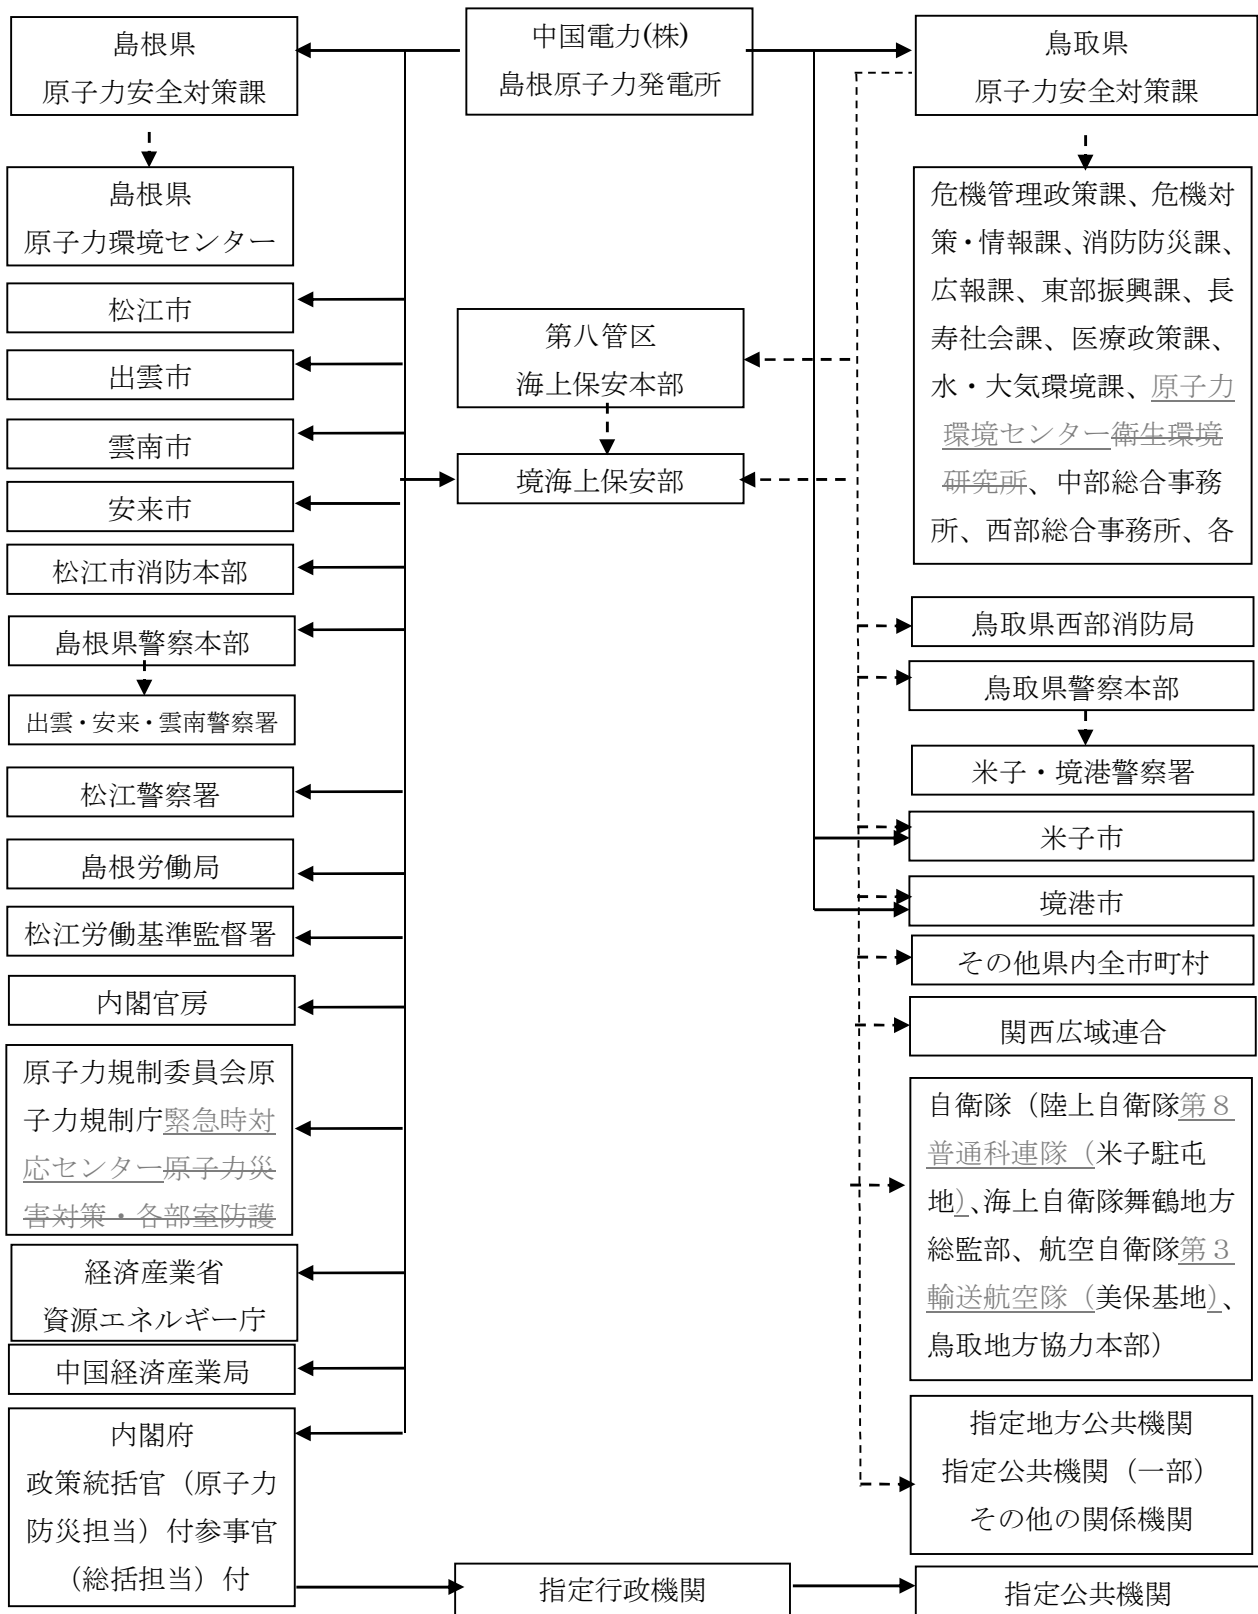 島根県
原子力安全対策課
中国電力(株)
島根原子力発電所
鳥取県
原子力安全対策課
島根県
原子力環境センター
松江市
出雲市
雲南市
安来市
松江市消防本部
島根県警察本部
出雲・安来・雲南警察署
松江警察署
島根労働局
松江労働基準監督署
内閣官房
原子力規制委員会原
子力規制庁緊急時対
応センター原子力災
害対策・各部室防護
経済産業省
資源エネルギー庁
中国経済産業局
内閣府
政策統括官（原子力
防災担当）付参事官
（総括担当）付
第八管区
海上保安本部
境海上保安部
指定行政機関
危機管理政策課、危機対
策・情報課、消防防災課、
広報課、東部振興課、長
寿社会課、医療政策課、
水・大気環境課、原子力
環境センター衛生環境
研究所、中部総合事務
所、西部総合事務所、各
鳥取県西部消防局
鳥取県警察本部
米子・境港警察署
米子市
境港市
その他県内全市町村
関西広域連合
自衛隊（陸上自衛隊第８
普通科連隊（米子駐屯
地）、海上自衛隊舞鶴地方
総監部、航空自衛隊第３
輸送航空隊（美保基地）、
鳥取地方協力本部）
指定地方公共機関
指定公共機関（一部）
その他の関係機関
指定公共機関